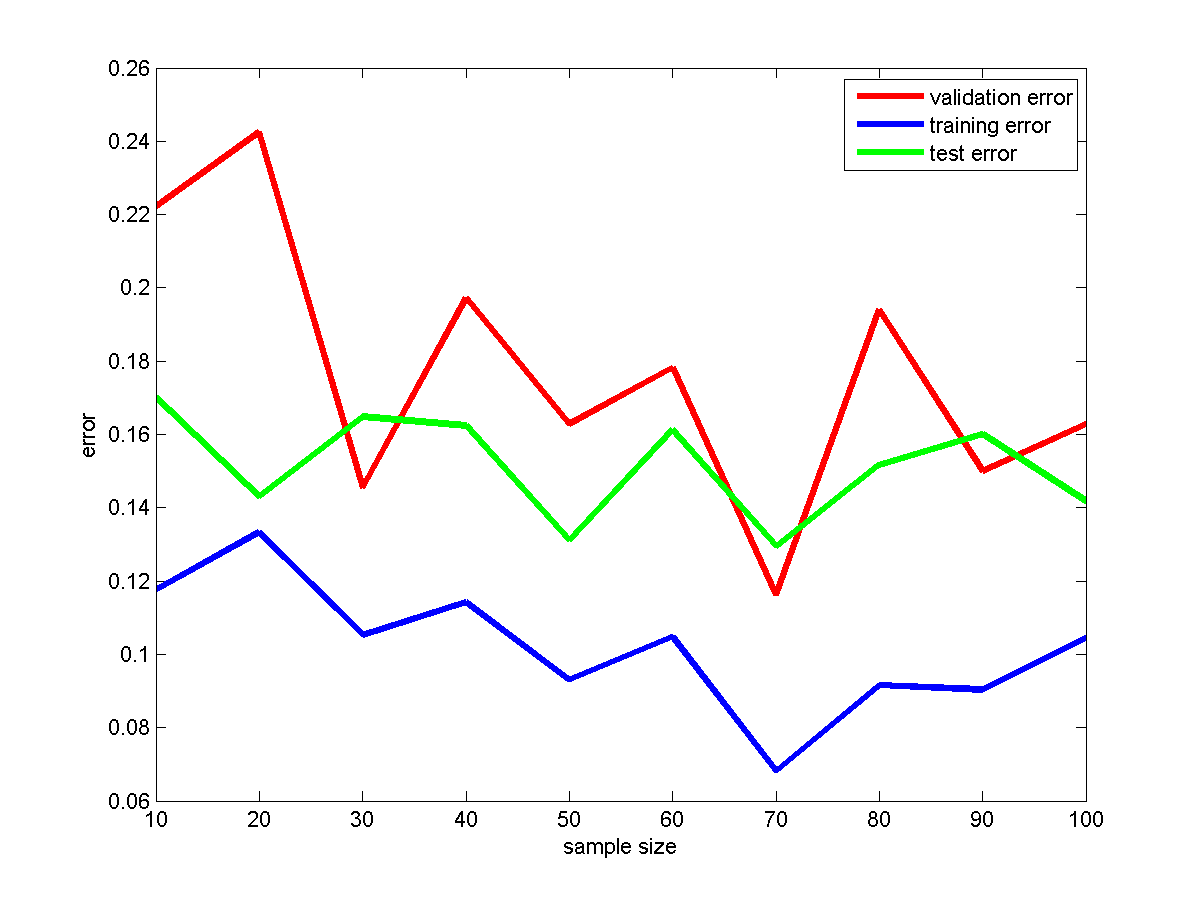 0.26
0.24
0.22
0.2
0.18
0.16
0.14
0.12
0.1
0.08
0.06
error
validation error
training error
test error
10 20 30 40 50 60 70 80 90 100
sample size